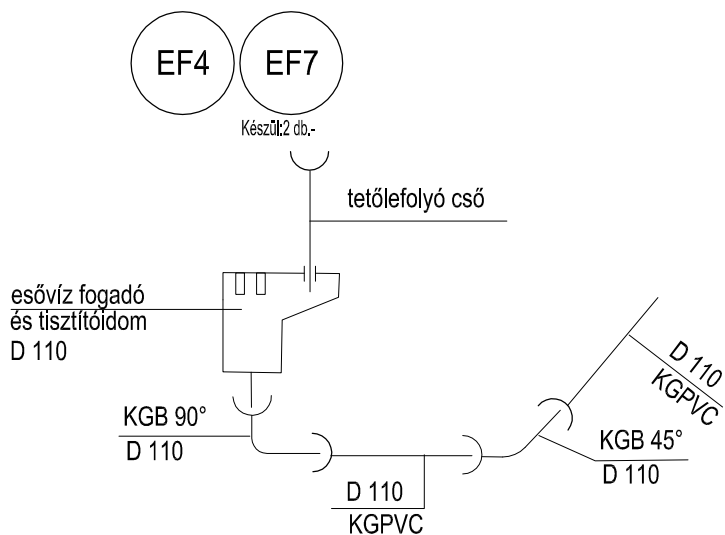 EF4 EF7
Készül:2 db.-
tetőlefolyó cső
esővíz fogadó
és tisztítóidom
D 110
KGB 90°
D 110
D 110
KGPVC
KGB 45°
D 110
D 110
KGPVC